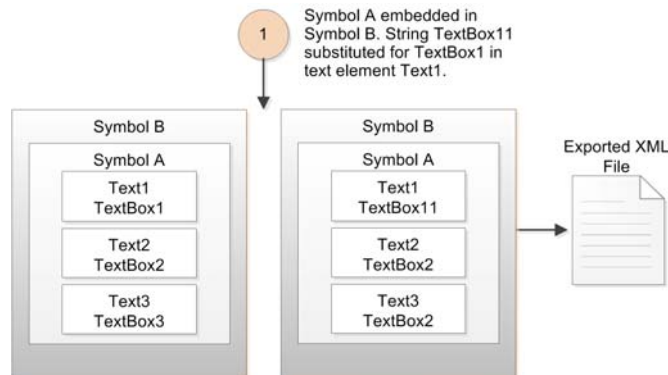 1
Symbol A embedded in
Symbol B. String TextBox11
substituted for TextBox1 in
text element Text1.
Symbol B
Symbol A
Text1
TextBox1
Text2
TextBox2
Text3
TextBox3
Symbol B
Symbol A
Text1
TextBox11
Text2
TextBox2
Text3
TextBox2
Exported XML
File